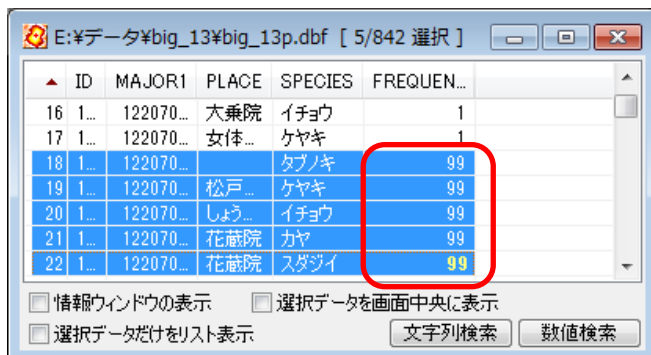 E:¥データ¥big_13¥big_13p.dbf [ 5/842 選択 ]
ID MAJOR1 PLACE SPECIES FREQUEN...
16 1... 122070... 大乗院 イチョウ 1
17 1... 122070... 女体... ケヤキ 1
18 1... 122070... タブノキ 99
19 1... 122070... 松戸... ケヤキ 99
20 1... 122070... しょう... イチョウ 99
21 1... 122070... 花蔵院 カヤ 99
22 1... 122070... 花蔵院 スダジイ 99
情報ウィンドウの表示 選択データを画面中央に表示
選択データだけをリスト表示 文字列検索 数値検索